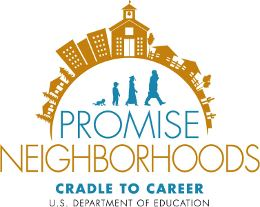 PROMISE
NEIGHBORHOODS
CRADLE TO CAREER
U.S. DEPARTMENT OF EDUCATION